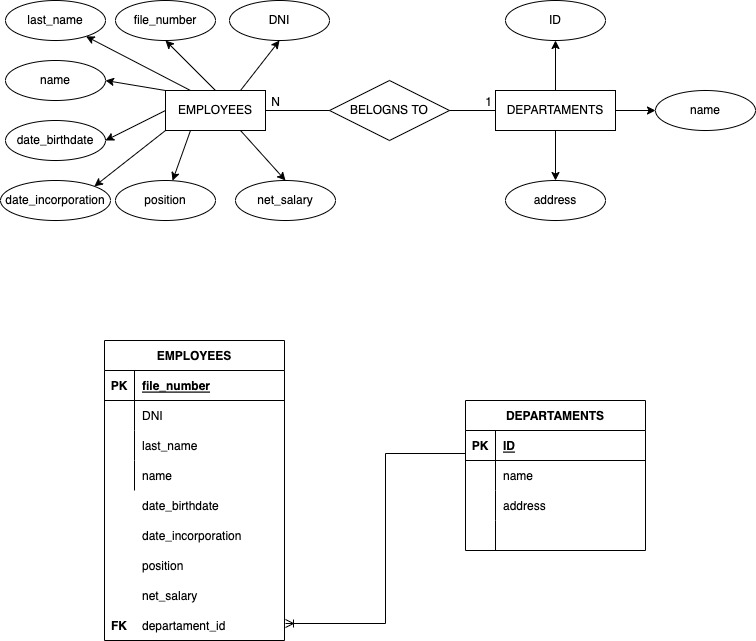 last_name
file_number
DNI
ID
name
EMPLOYEES
N
BELOGNS TO
1
DEPARTAMENTS
name
date_birthdate
date_incorporation
position
net_salary
address
EMPLOYEES
PK file_number
DNI
last_name
name
date_birthdate
date_incorporation
position
net_salary
FK departament_id
DEPARTAMENTS
PK ID
name
address